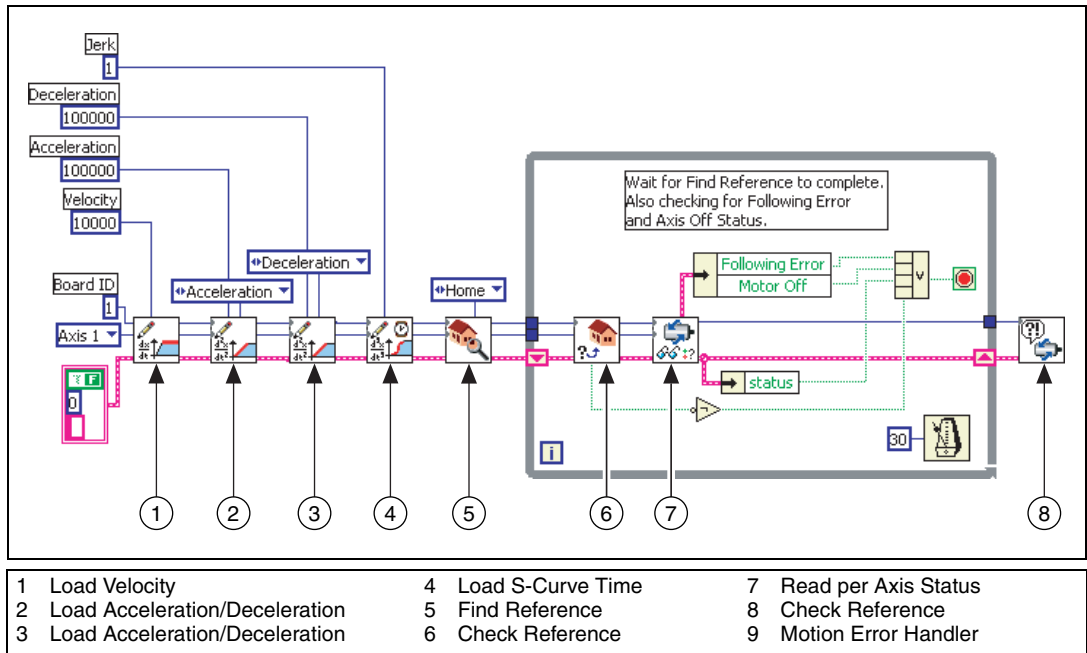 Jerk
1
Deceleration
100000
Acceleration
100000
Velocity
10000
Board ID
1
Axis 1
Acceleration
Deceleration
Home
F
0
Wait for Find Reference to complete.
Also checking for Following Error
and Axis Off Status.
Following Error
Motor Off
status
30
i
1
2
3
4
5
6
7
8
1 Load Velocity
2 Load Acceleration/Deceleration
3 Load Acceleration/Deceleration
4 Load S-Curve Time
5 Find Reference
6 Check Reference
7 Read per Axis Status
8 Check Reference
9 Motion Error Handler